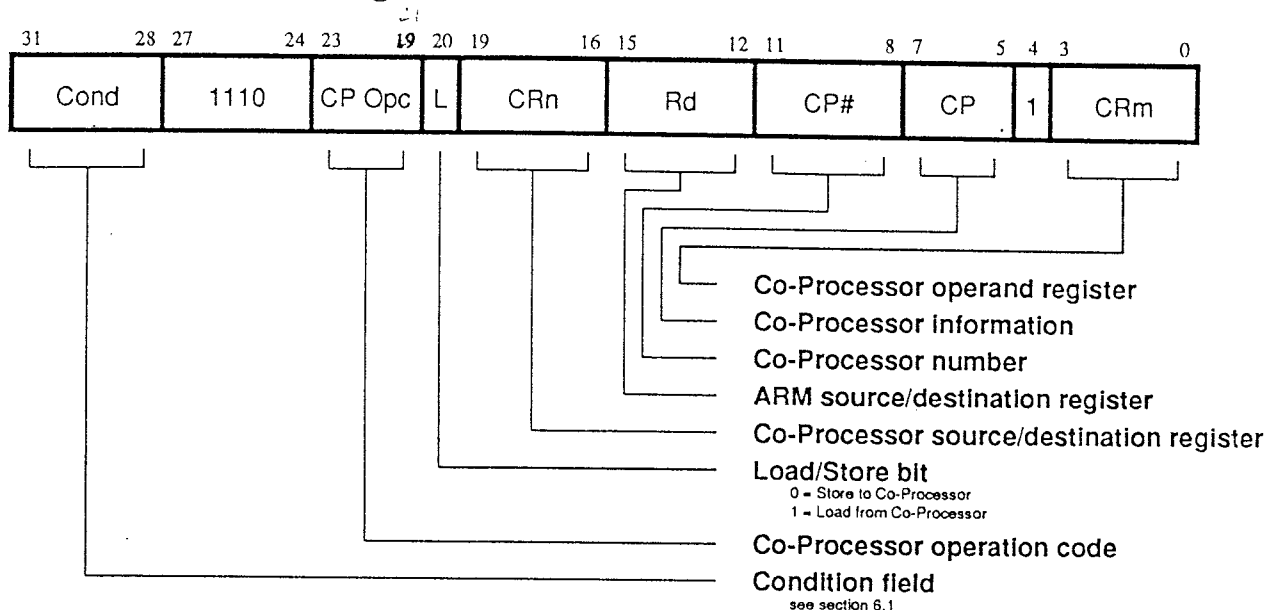 21
31 28 27 24 23 19 20 19 16 15 12 11 8 7 5 4 3 0
Cond 1110 CP Opc L CRn Rd CP# CP 1 CRm
Co-Processor operand register
Co-Processor information
Co-Processor number
ARM source/destination register
Co-Processor source/destination register
Load/Store bit
0 = Store to Co-Processor
1 = Load from Co-Processor
Co-Processor operation code
Condition field
see section 6.1